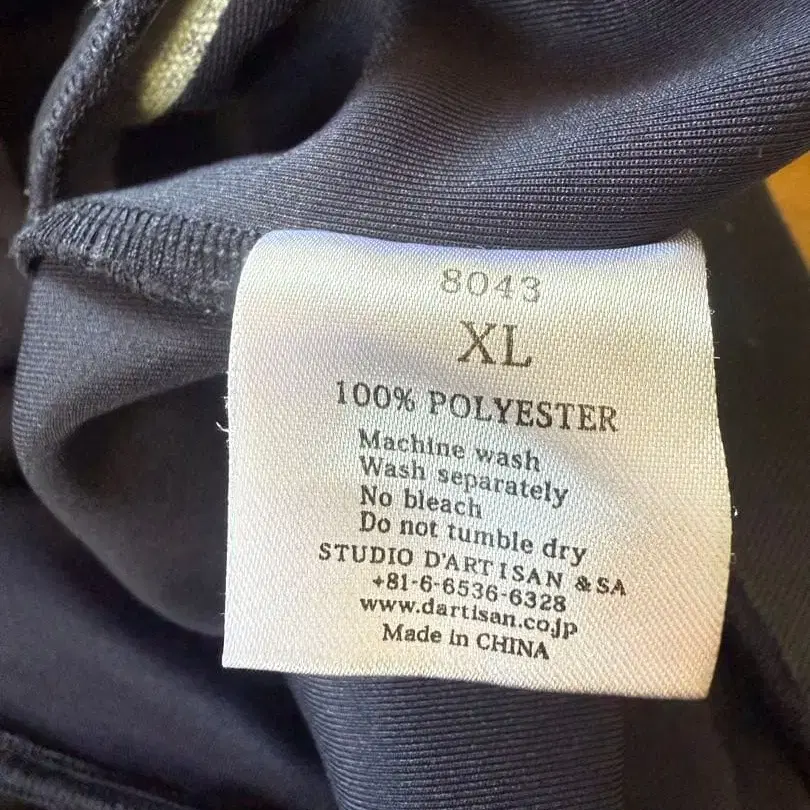 8043
XL
100% POLYESTER
Machine wash
Wash separately
No bleach
Do not tumble dry
STUDIO D'ARTISAN & SA
+81-6-6536-6328
www.dartisan.co.jp
Made in CHINA